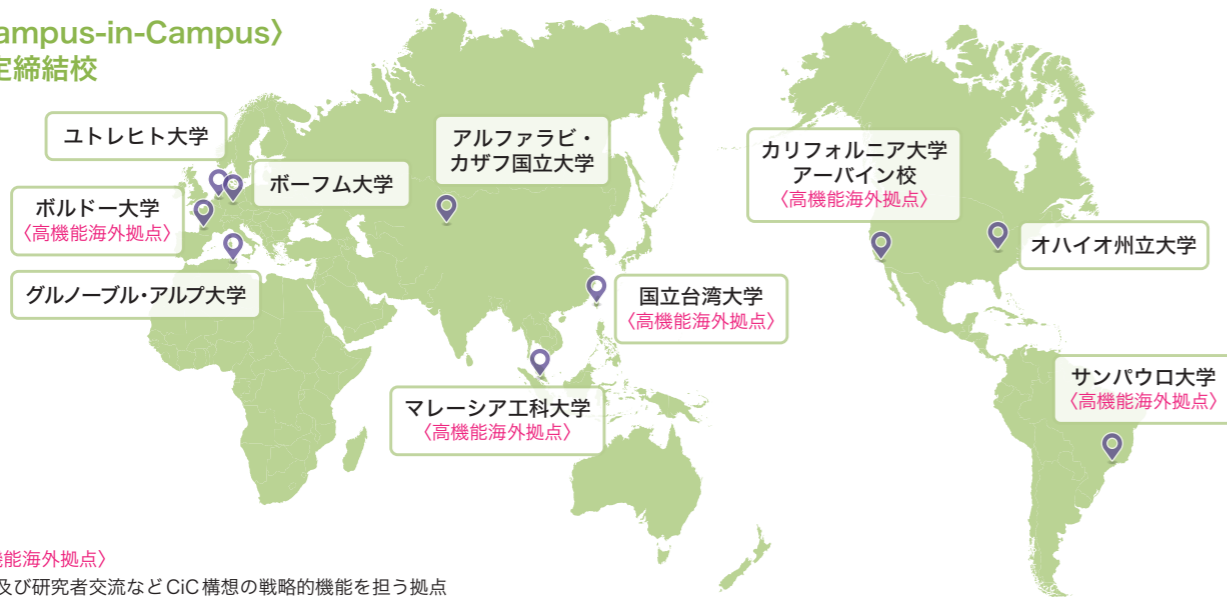 ampus-in-Campus〉
定締結校
ユトレヒト大学
ボーフム大学
アルファラビ・
カザフ国立大学
カリフォルニア大学
アーバイン校
〈高機能海外拠点〉
ボルドー大学
〈高機能海外拠点〉
オハイオ州立大学
グルノーブル・アルプ大学
国立台湾大学
〈高機能海外拠点〉
マレーシア工科大学
〈高機能海外拠点〉
サンパウロ大学
〈高機能海外拠点〉
機能海外拠点〉
及び研究者交流などCiC構想の戦略的機能を担う拠点